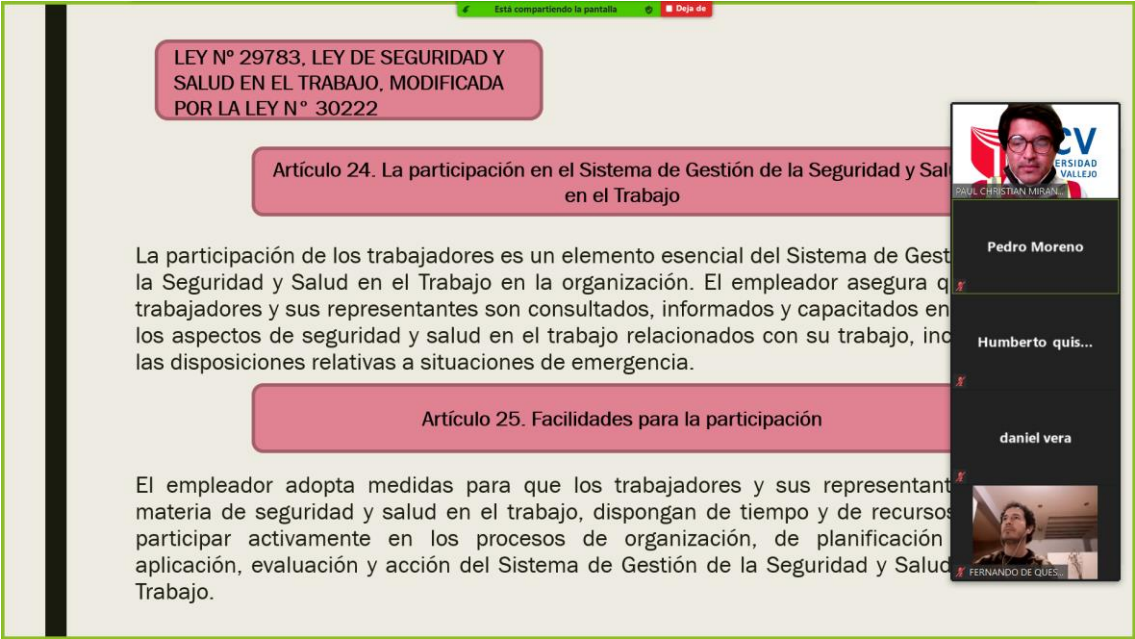 Está compartiendo la pantalla
Deja de
LEY Nº 29783, LEY DE SEGURIDAD Y
SALUD EN EL TRABAJO, MODIFICADA
POR LA LEY N° 30222
Artículo 24. La participación en el Sistema de Gestión de la Seguridad y Sal
en el Trabajo
La participación de los trabajadores es un elemento esencial del Sistema de Gest
la Seguridad y Salud en el Trabajo en la organización. El empleador asegura q
trabajadores y sus representantes son consultados, informados y capacitados en
los aspectos de seguridad y salud en el trabajo relacionados con su trabajo, inc
las disposiciones relativas a situaciones de emergencia.
Artículo 25. Facilidades para la participación
El empleador adopta medidas para que los trabajadores y sus representant
materia de seguridad y salud en el trabajo, dispongan de tiempo y de recursos
participar activamente en los procesos de organización, de planificación
aplicación, evaluación y acción del Sistema de Gestión de la Seguridad y Salud
Trabajo.
CV
ERSIDAD
VALLEJO
PAUL CHRISTIAN MIRAN...
Pedro Moreno
Humberto quis...
daniel vera
FERNANDO DE QUES...